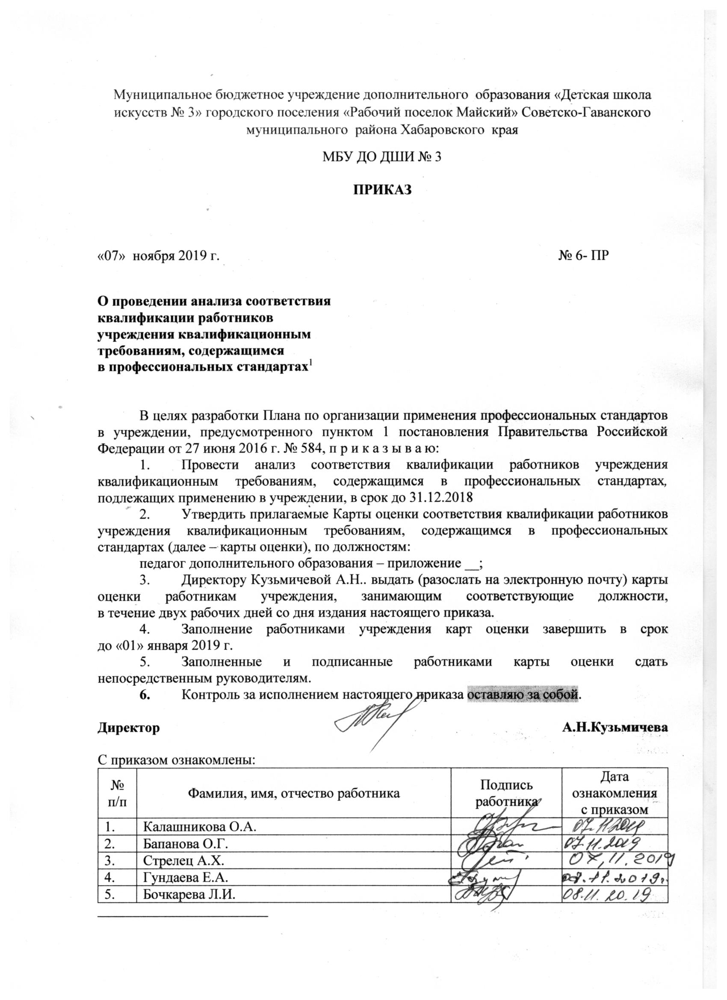 Муниципальное бюджетное учреждение дополнительного образования «Детская школа
искусств № 3» городского поселения «Рабочий поселок Майский» Советско-Гаванского
муниципального района Хабаровского края
МБУ ДО ДШИ № 3
ПРИКАЗ
«07» ноября 2019 г. № 6- ПР
О проведении анализа соответствия
квалификации работников
учреждения квалификационным
требованиям, содержащимся
в профессиональных стандартах¹
В целях разработки Плана по организации применения профессиональных стандартов
в учреждении, предусмотренного пунктом 1 постановления Правительства Российской
Федерации от 27 июня 2016 г. № 584, п р и к а з ы в а ю:
1. Провести анализ соответствия квалификации работников учреждения
квалификационным требованиям, содержащимся в профессиональных стандартах,
подлежащих применению в учреждении, в срок до 31.12.2018
2. Утвердить прилагаемые Карты оценки соответствия квалификации работников
учреждения квалификационным требованиям, содержащимся в профессиональных
стандартах (далее – карты оценки), по должностям:
педагог дополнительного образования – приложение __;
3. Директору Кузьмичевой А.Н.. выдать (разослать на электронную почту) карты
оценки работникам учреждения, занимающим соответствующие должности,
в течение двух рабочих дней со дня издания настоящего приказа.
4. Заполнение работниками учреждения карт оценки завершить в срок
до «01» января 2019 г.
5. Заполненные и подписанные работниками карты оценки сдать
непосредственным руководителям.
6. Контроль за исполнением настоящего приказа оставляю за собой.
Директор А.Н.Кузьмичева
С приказом ознакомлены:
№ п/п Фамилия, имя, отчество работника Подпись работника Дата ознакомления с приказом
1. Калашникова О.А. 07.11.2019
2. Бапанова О.Г. 07.11.2019
3. Стрелец А.Х. 07.11.2019
4. Гундаева Е.А. .11.2019г.
5. Бочкарева Л.И. 08.11.2019